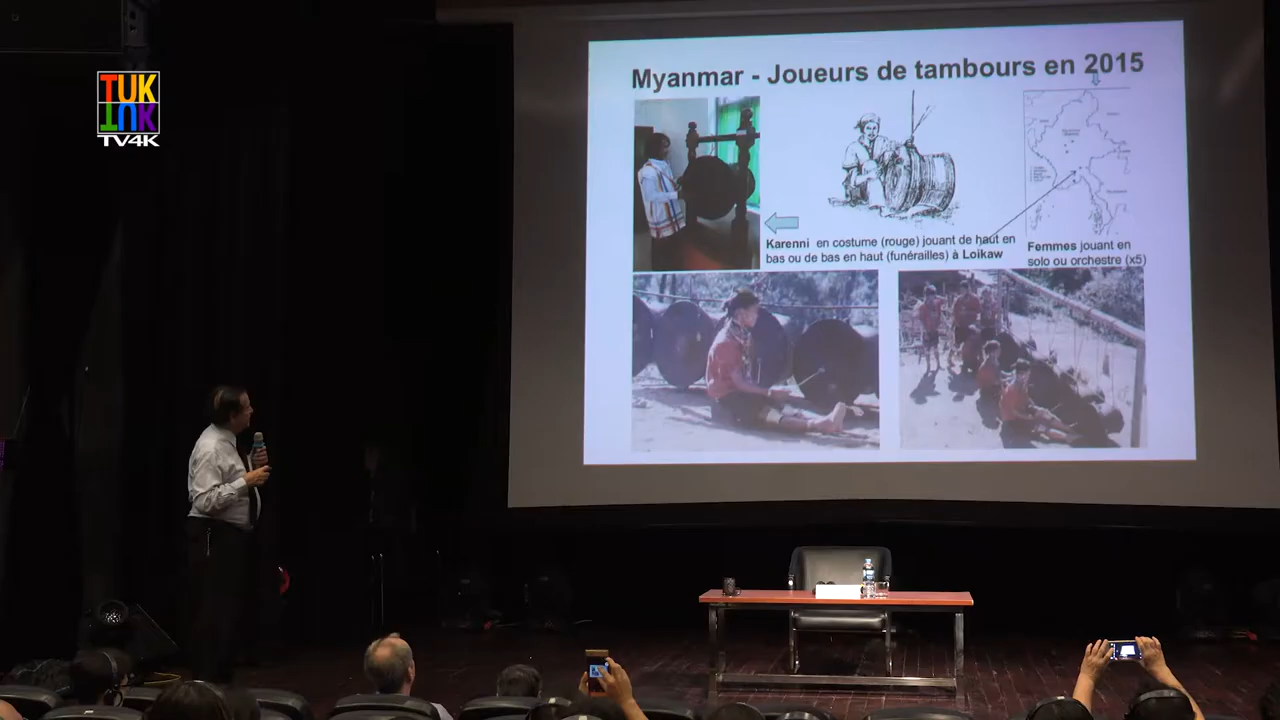 TUK
TUK
TV4K
Myanmar - Joueurs de tambours en 2015
Karenni en costume (rouge) jouant de haut en
bas ou de bas en haut (funérailles) à Loikaw
Femmes jouant en
solo ou orchestre (x5)